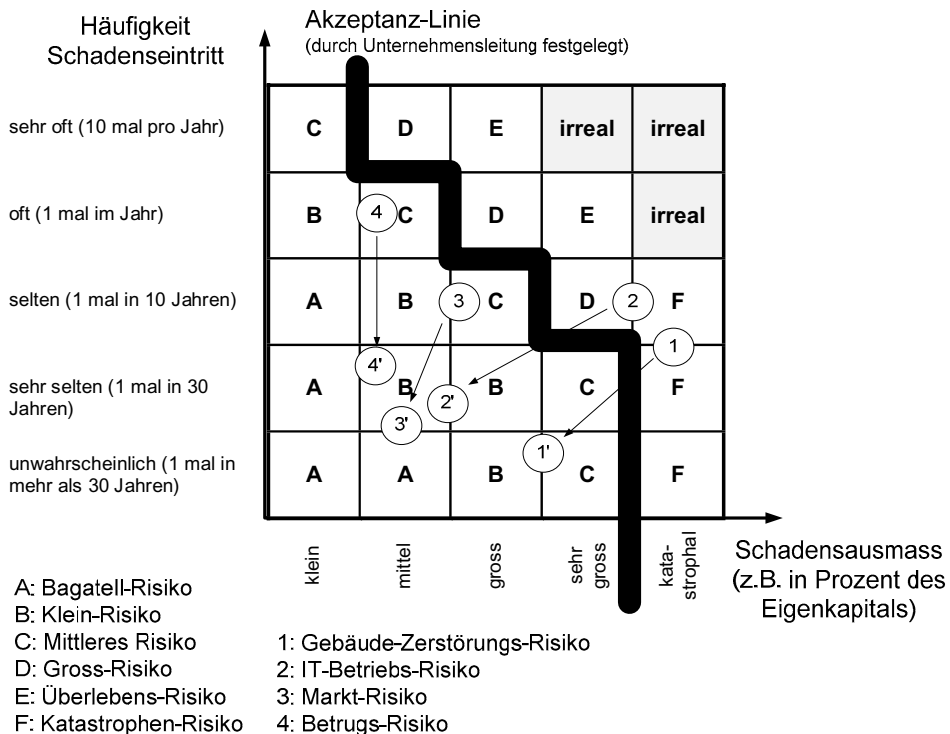 Häufigkeit
Schadenseintritt
Akzeptanz-Linie
(durch Unternehmensleitung festgelegt)
sehr oft (10 mal pro Jahr)
C
D
E
irreal
irreal
oft (1 mal im Jahr)
B
4
C
D
E
irreal
selten (1 mal in 10 Jahren)
A
B
3
C
D
2
F
1
sehr selten (1 mal in 30
Jahren)
A
4'
B
3'
2'
B
C
F
unwahrscheinlich (1 mal in
mehr als 30 Jahren)
A
A
B
1'
C
F
klein
mittel
gross
sehr
gross
kata-
strophal
Schadensausmass
(z.B. in Prozent des
Eigenkapitals)
A: Bagatell-Risiko
B: Klein-Risiko
C: Mittleres Risiko
D: Gross-Risiko
E: Überlebens-Risiko
F: Katastrophen-Risiko
1: Gebäude-Zerstörungs-Risiko
2: IT-Betriebs-Risiko
3: Markt-Risiko
4: Betrugs-Risiko